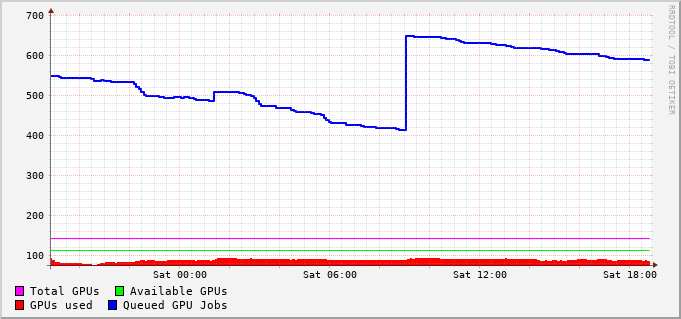 700
600
500
400
300
200
100
Sat 00:00 Sat 06:00 Sat 12:00 Sat 18:00
Total GPUs Available GPUs
GPUs used Queued GPU Jobs
RRDTOOL / TOBI OETIKER